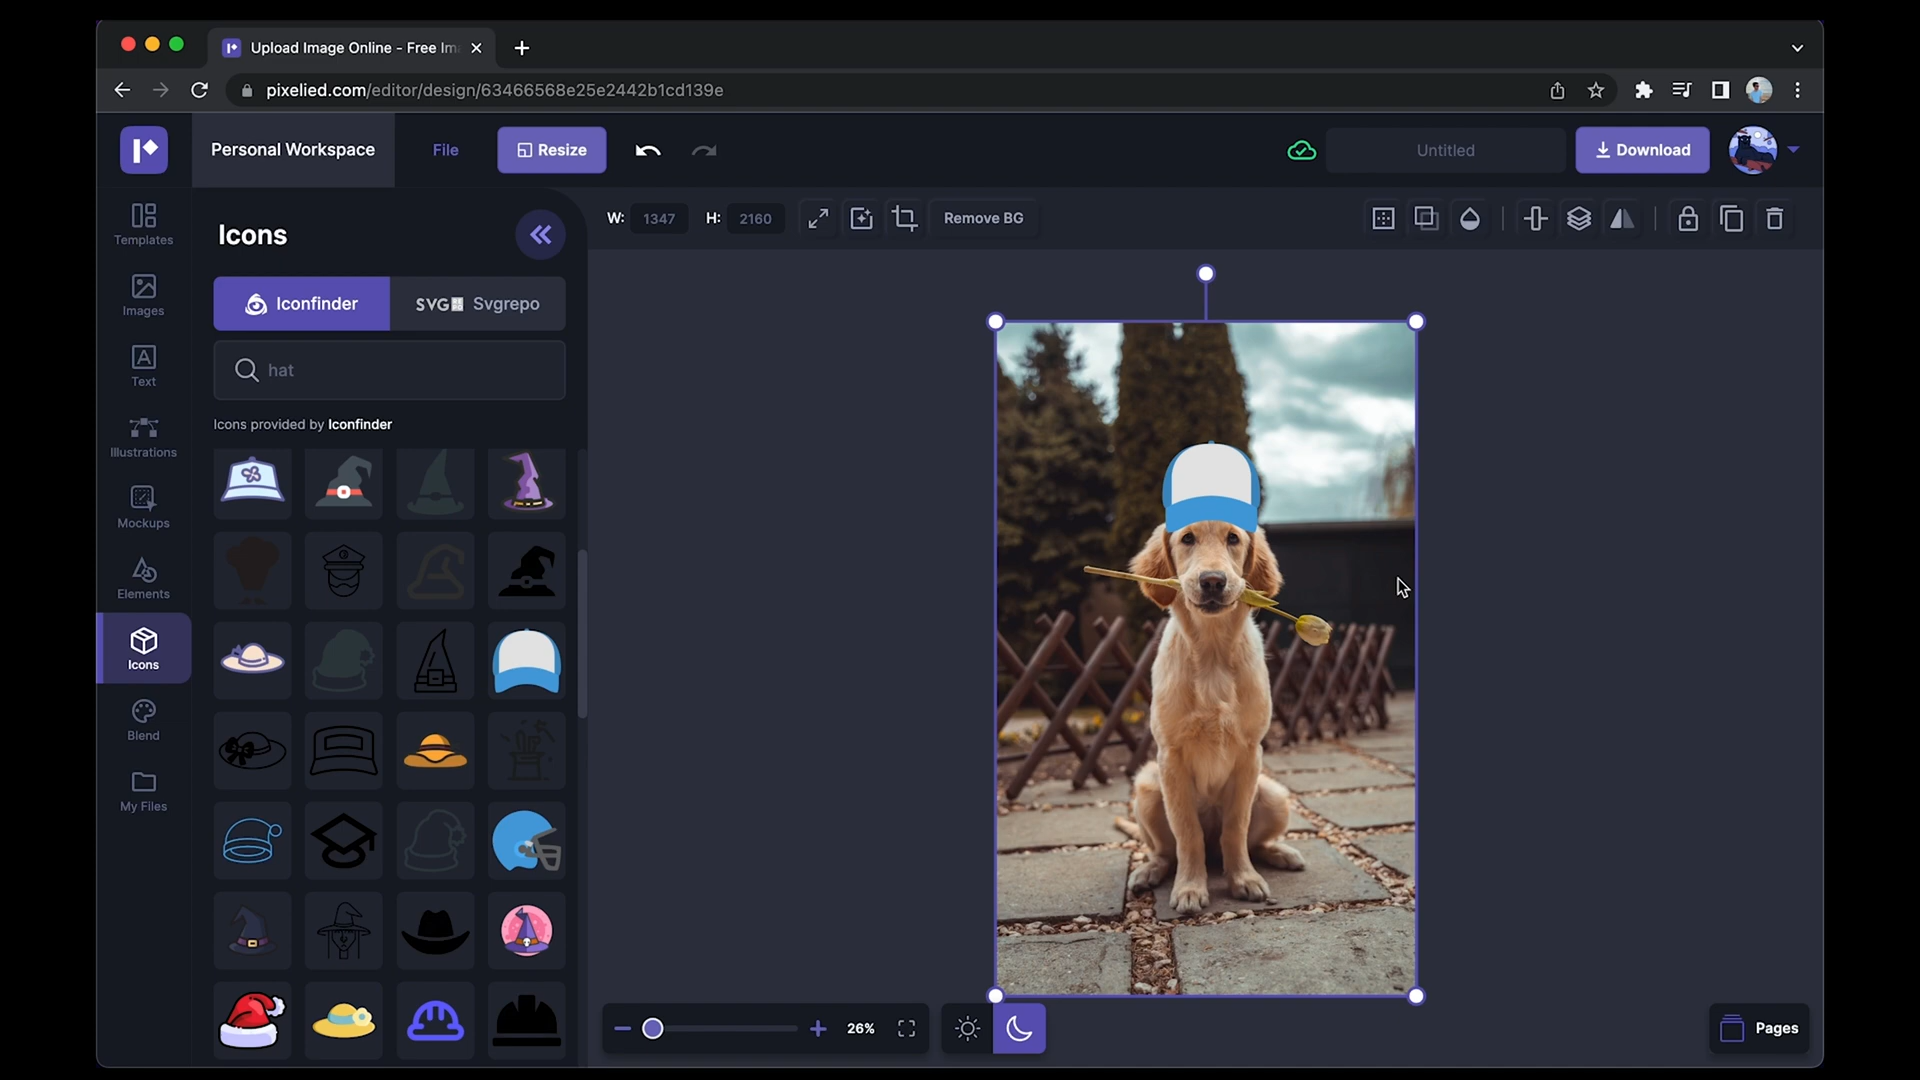 Upload Image Online - Free Im
pixelied.com/editor/design/63466568e25e2442b1cd139e
Personal Workspace
File
Resize
Untitled
Download
Templates
Images
Text
Illustrations
Mockups
Elements
Icons
Blend
My Files
Icons
Iconfinder
SVG Svgrepo
hat
Icons provided by Iconfinder
W: 1347 H: 2160
Remove BG
26%
Pages